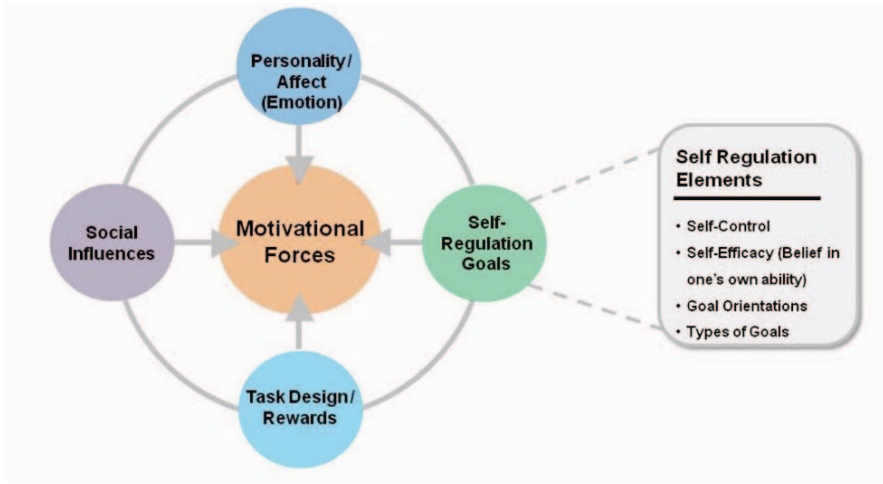 Personality/
Affect
(Emotion)
Social
Influences
Motivational
Forces
Self-
Regulation
Goals
Task Design/
Rewards
Self Regulation
Elements
• Self-Control
• Self-Efficacy (Belief in
one's own ability)
• Goal Orientations
• Types of Goals